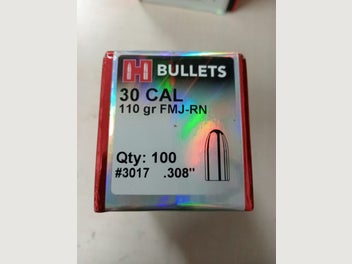 H BULLETS
30 CAL
110 gr FMJ-RN
Qty: 100
#3017 .308"